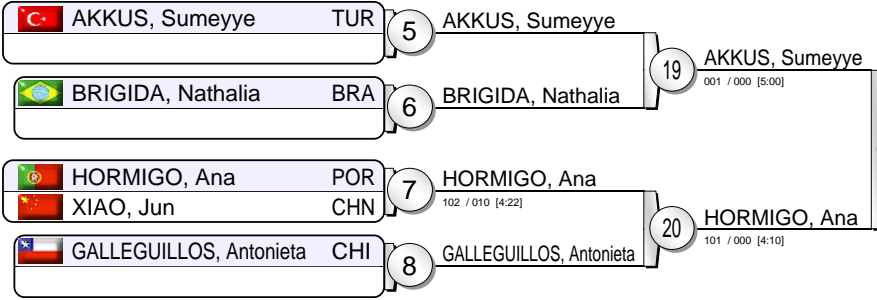 AKKUS, Sumeyye TUR
5
AKKUS, Sumeyye
19
AKKUS, Sumeyye
001 / 000 [5:00]
BRIGIDA, Nathalia BRA
6
BRIGIDA, Nathalia
HORMIGO, Ana POR
XIAO, Jun CHN
7
HORMIGO, Ana
102 / 010 [4:22]
20
HORMIGO, Ana
101 / 000 [4:10]
GALLEGUILLOS, Antonieta CHI
8
GALLEGUILLOS, Antonieta